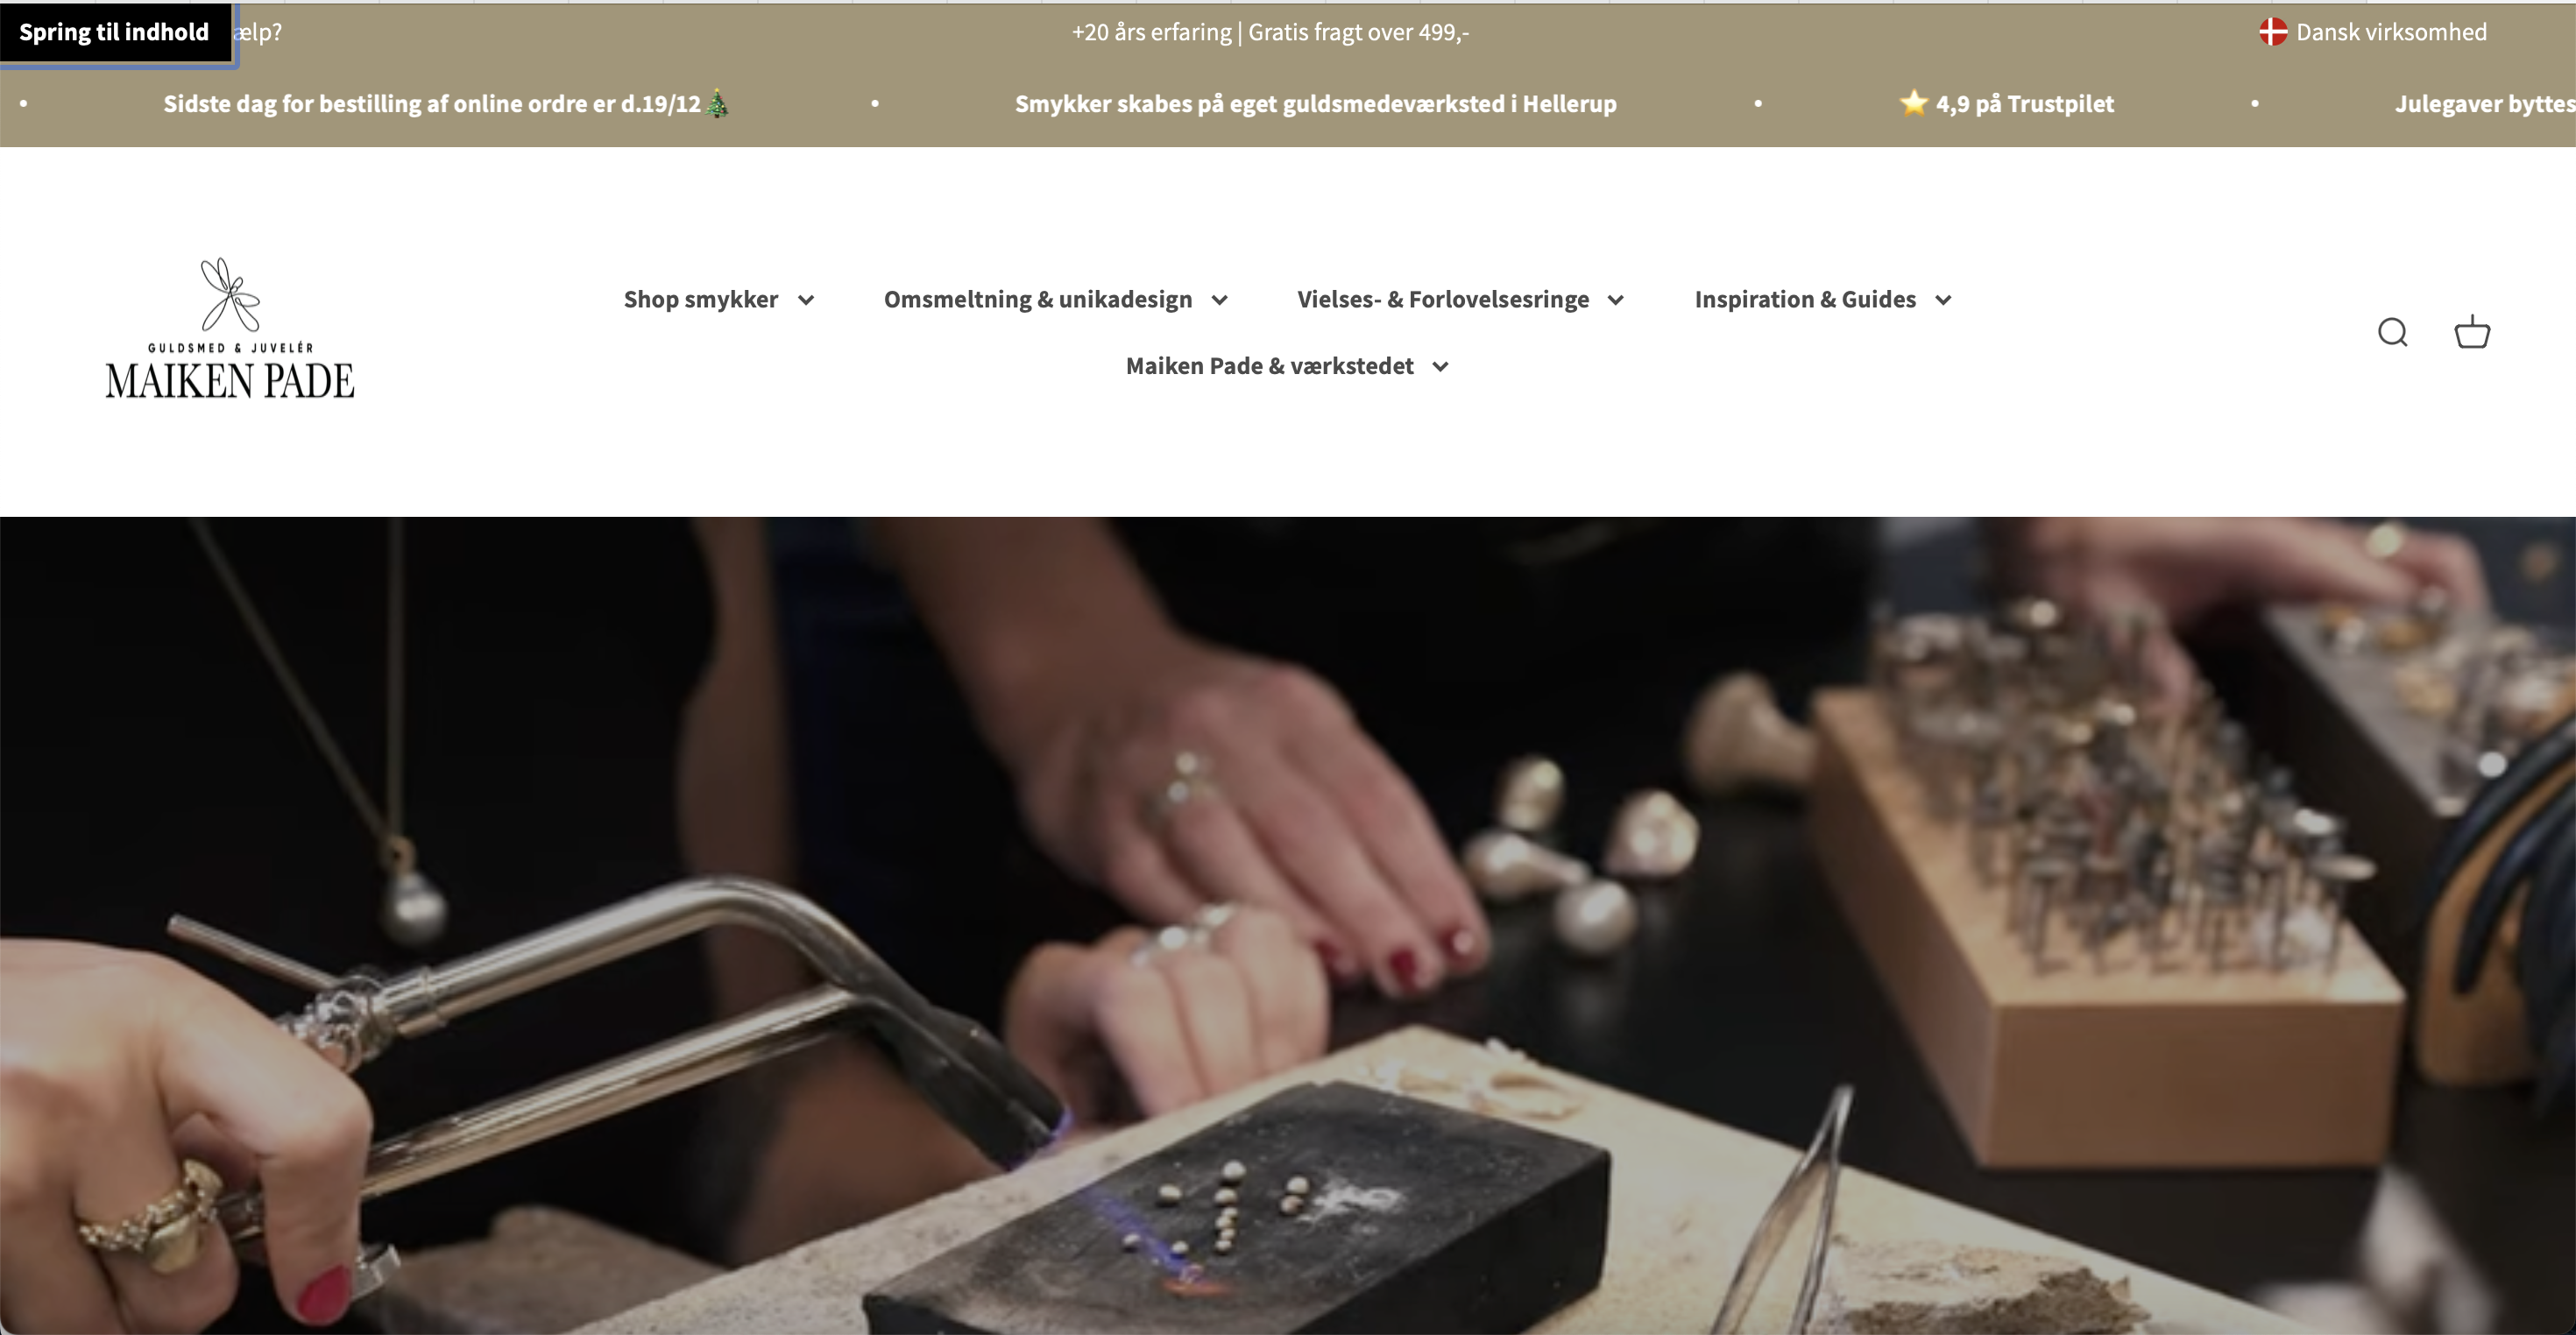 Spring til indhold
ælp?
+20 års erfaring | Gratis fragt over 499,-
Dansk virksomhed
• Sidste dag for bestilling af online ordre er d.19/12🎄 • Smykker skabes på eget guldsmedeværksted i Hellerup • ⭐ 4,9 på Trustpilet • Julegaver byttes
GULDSMED & JUVELÉR
MAIKEN PADE
Shop smykker
Omsmeltning & unikadesign
Vielses- & Forlovelsesringe
Inspiration & Guides
Maiken Pade & værkstedet